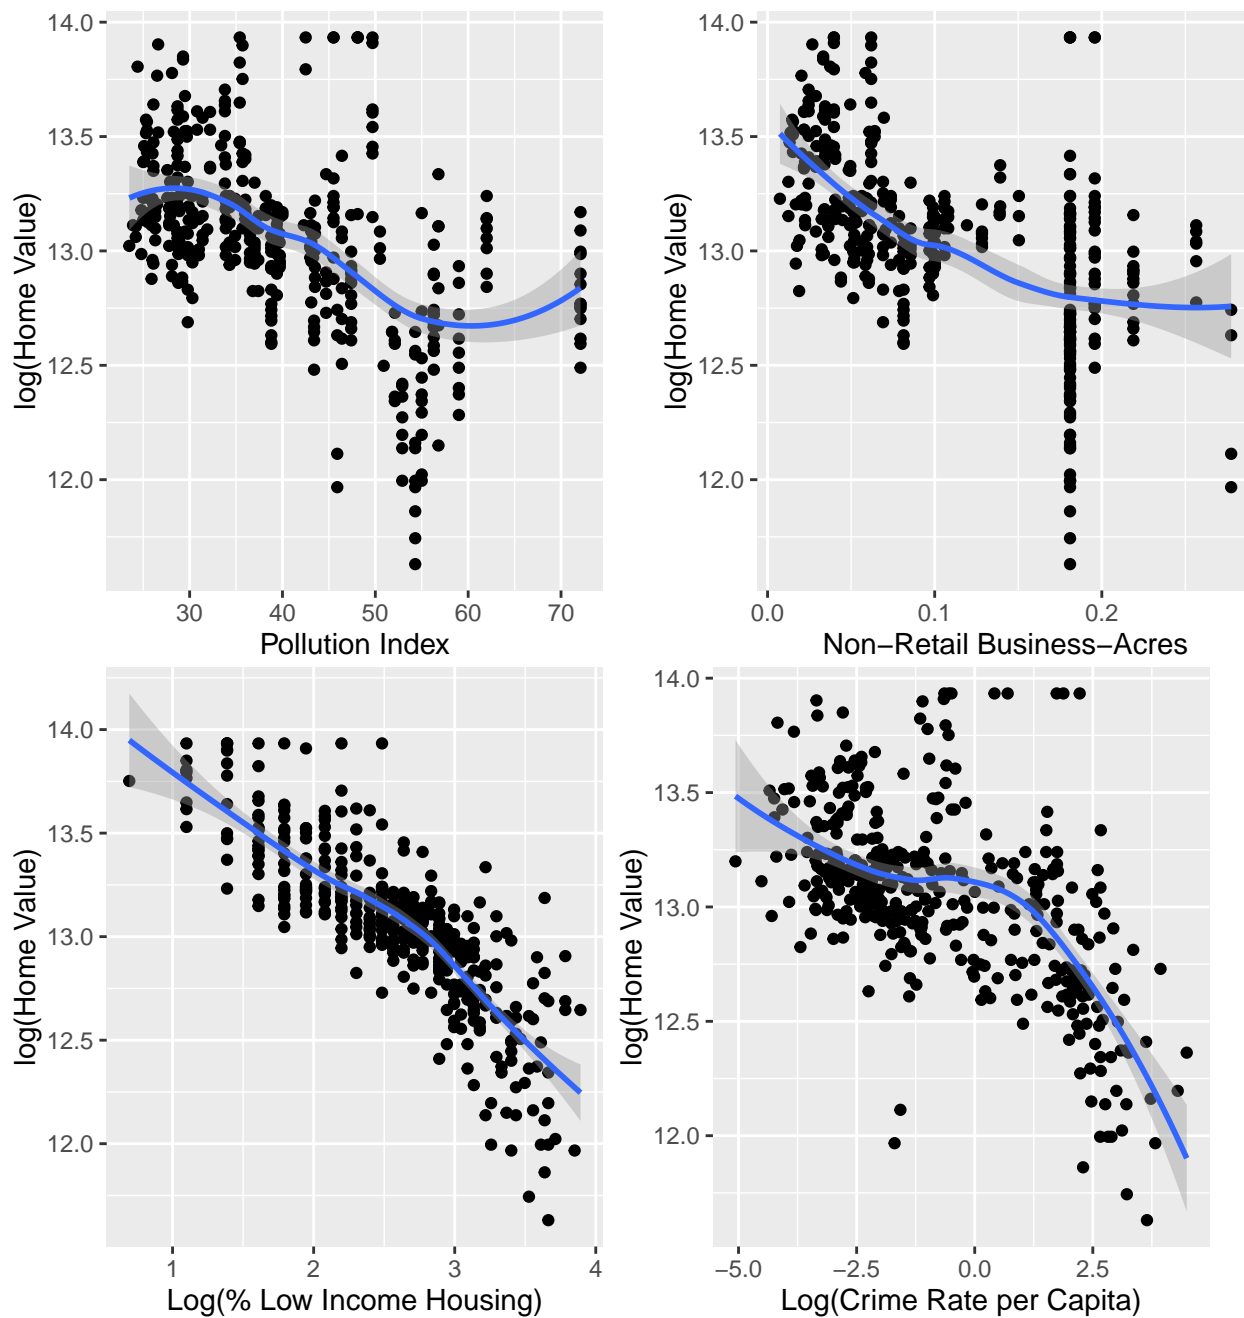 14.0
13.5
13.0
12.5
12.0
log(Home Value)
30 40 50 60 70
Pollution Index
14.0
13.5
13.0
12.5
12.0
log(Home Value)
0.0 0.1 0.2
Non−Retail Business−Acres
14.0
13.5
13.0
12.5
12.0
log(Home Value)
1 2 3 4
Log(% Low Income Housing)
14.0
13.5
13.0
12.5
12.0
log(Home Value)
−5.0 −2.5 0.0 2.5
Log(Crime Rate per Capita)